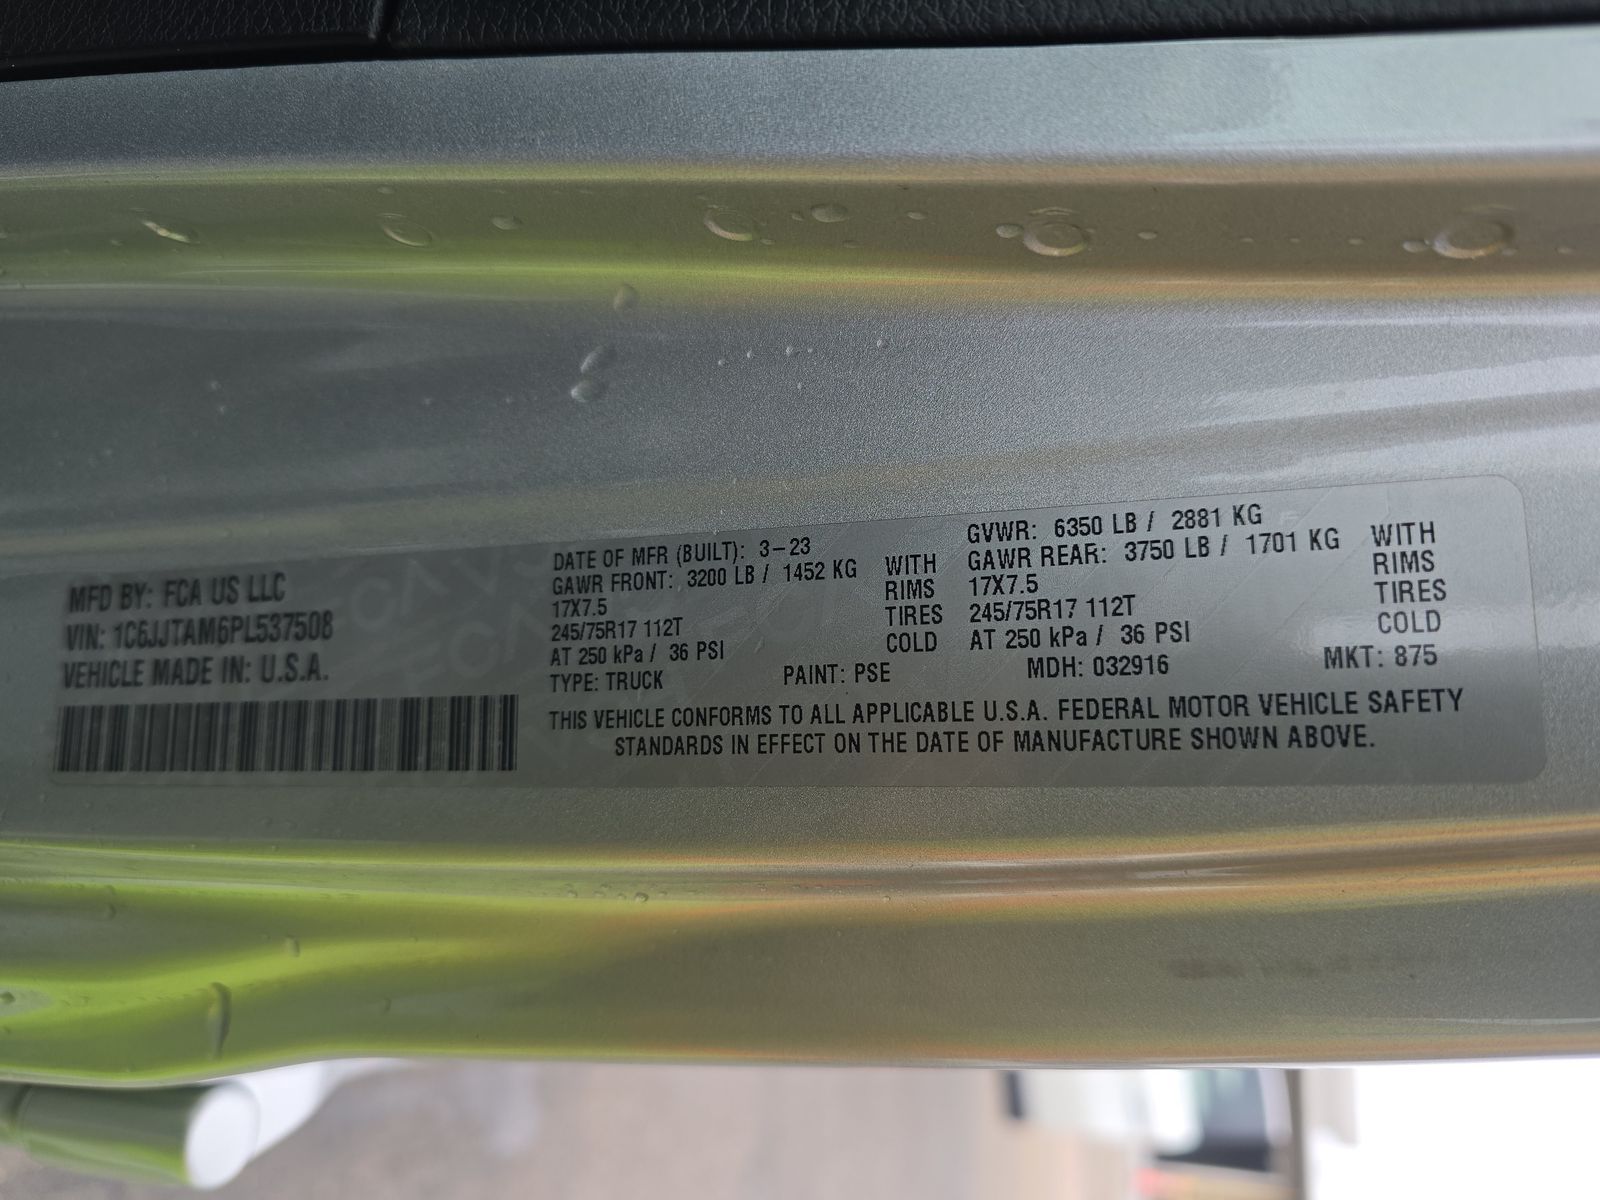 MFD BY: FCA US LLC
VIN: 1C6JJTAM6PL537508
VEHICLE MADE IN: U.S.A.
DATE OF MFR (BUILT): 3-23
GAWR FRONT: 3200 LB / 1452 KG WITH
17X7.5 RIMS
245/75R17 112T TIRES
AT 250 kPa / 36 PSI COLD
GVWR: 6350 LB / 2881 KG
GAWR REAR: 3750 LB / 1701 KG WITH
17X7.5 RIMS
245/75R17 112T TIRES
AT 250 kPa / 36 PSI COLD
TYPE: TRUCK PAINT: PSE MDH: 032916 MKT: 875
THIS VEHICLE CONFORMS TO ALL APPLICABLE U.S.A. FEDERAL MOTOR VEHICLE SAFETY
STANDARDS IN EFFECT ON THE DATE OF MANUFACTURE SHOWN ABOVE.